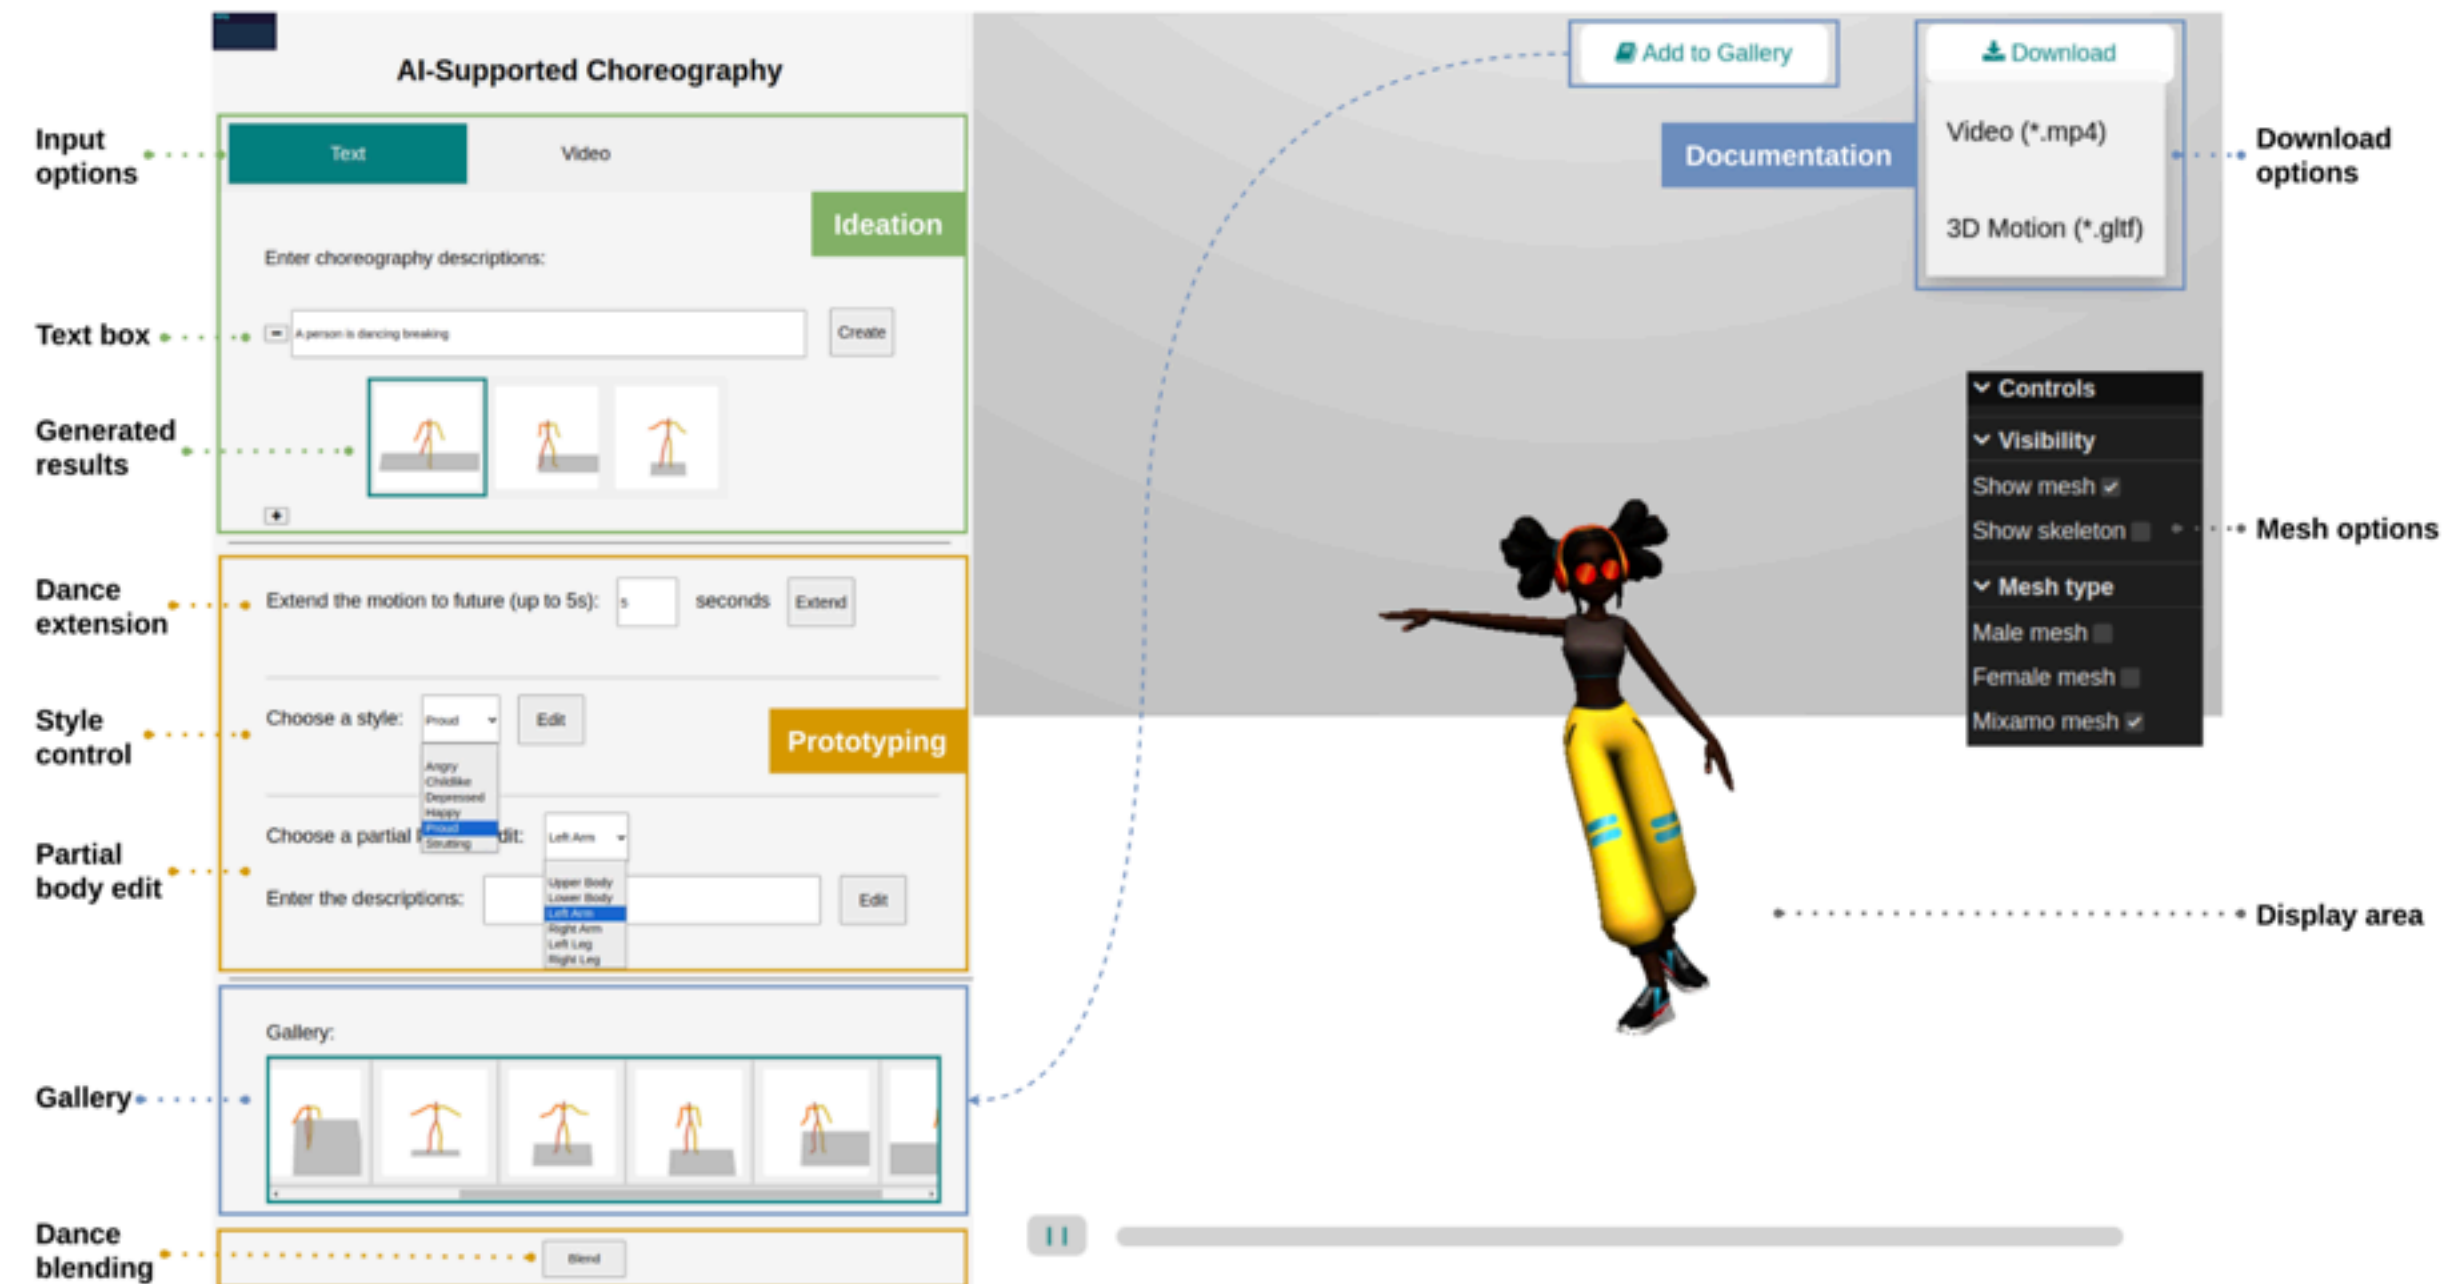 AI-Supported Choreography
Add to Gallery
Download
Input
options
Text
Video
Documentation
Video (*.mp4)
Download
options
Ideation
3D Motion (*.gltf)
Enter choreography descriptions:
Text box
A person is dancing breaking
Create
Controls
Generated
results
Visibility
Show mesh
Show skeleton
Mesh options
Dance
extension
Extend the motion to future (up to 5s):
5
seconds
Extend
Mesh type
Male mesh
Female mesh
Mixamo mesh
Style
control
Choose a style:
Proud
Edit
Prototyping
Angry
Childlike
Depressed
Happy
Proud
Strutting
Partial
body edit
Choose a partial
dit:
Left Arm
Enter the descriptions:
Upper Body
Lower Body
Left Arm
Right Arm
Left Leg
Right Leg
Edit
Display area
Gallery:
Gallery
Dance
blending
Blend